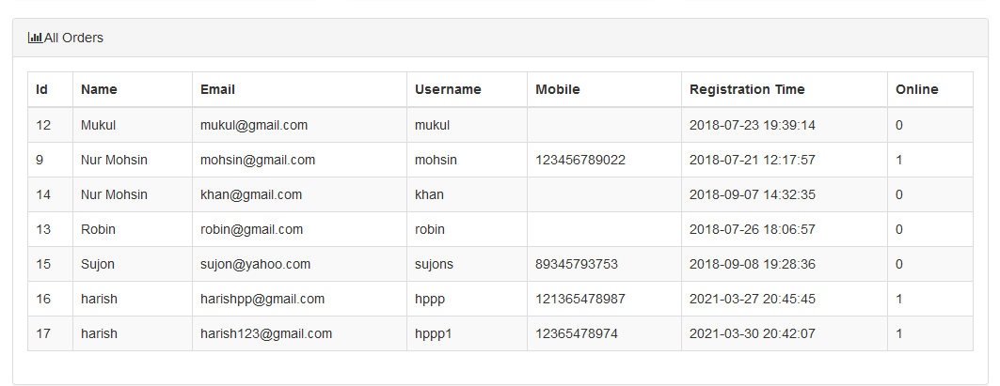 All Orders
Id Name Email Username Mobile Registration Time Online
12 Mukul mukul@gmail.com mukul 2018-07-23 19:39:14 0
9 Nur Mohsin mohsin@gmail.com mohsin 123456789022 2018-07-21 12:17:57 1
14 Nur Mohsin khan@gmail.com khan 2018-09-07 14:32:35 0
13 Robin robin@gmail.com robin 2018-07-26 18:06:57 0
15 Sujon sujon@yahoo.com sujons 89345793753 2018-09-08 19:28:36 0
16 harish harishpp@gmail.com hppp 121365478987 2021-03-27 20:45:45 1
17 harish harish123@gmail.com hppp1 12365478974 2021-03-30 20:42:07 1